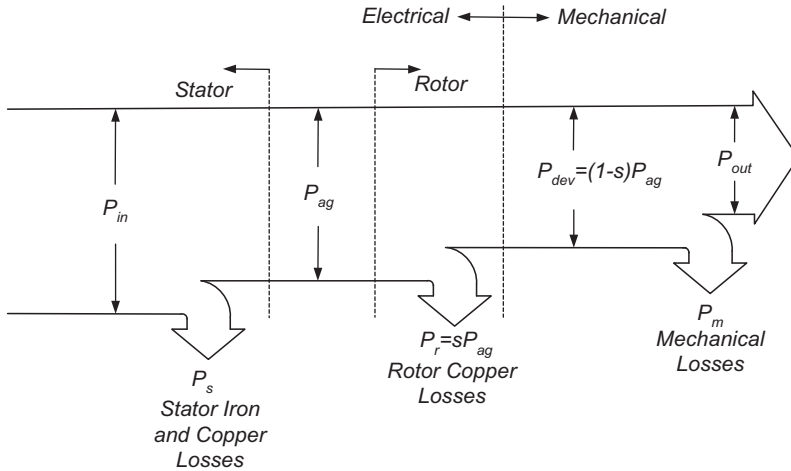 Electrical
Mechanical
Stator
Rotor
P_in
P_ag
P_dev=(1-s)P_ag
P_out
P_s
Stator Iron
and Copper
Losses
P_r=sP_ag
Rotor Copper
Losses
P_m
Mechanical
Losses